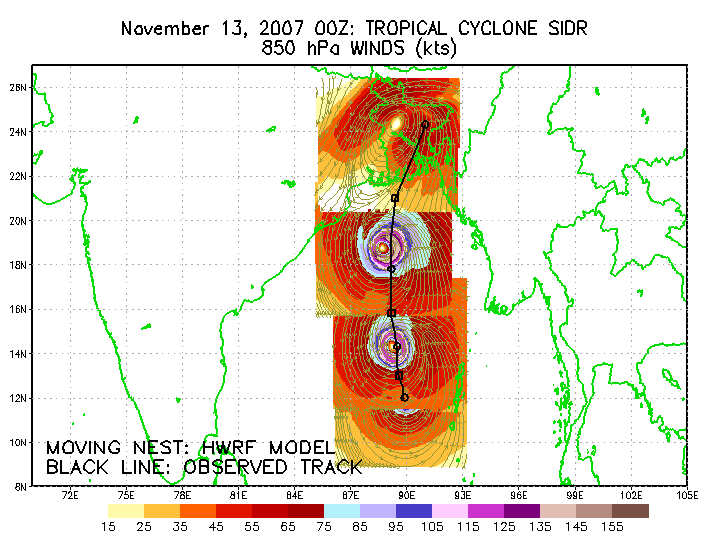 November 13, 2007 00Z: TROPICAL CYCLONE SIDR
850 hPa WINDS (kts)
26N
24N
22N
20N
18N
16N
14N
12N
10N
8N
MOVING NEST: HWRF MODEL
BLACK LINE: OBSERVED TRACK
72E 75E 78E 81E 84E 87E 90E 93E 96E 99E 102E 105E
15 25 35 45 55 65 75 85 95 105 115 125 135 145 155